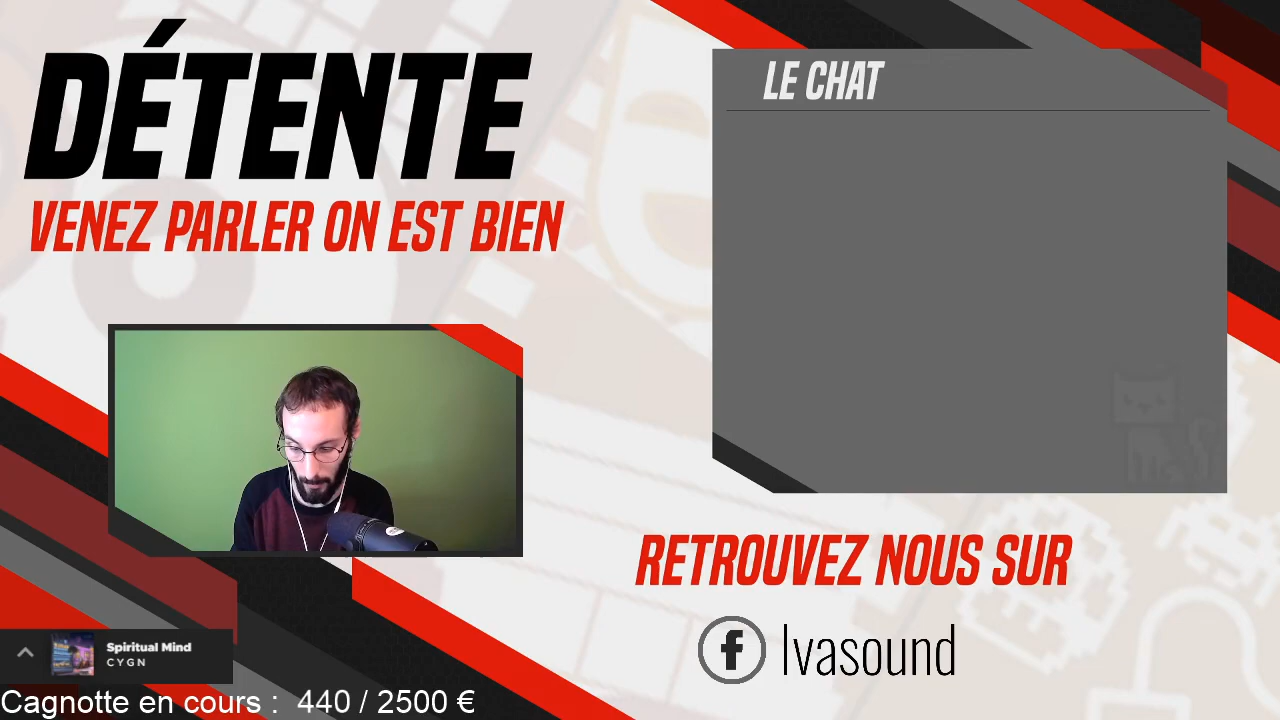 DÉTENTE
VENEZ PARLER ON EST BIEN
LE CHAT
RETROUVEZ NOUS SUR
lvasound
Spiritual Mind
CYGN
Cagnotte en cours : 440 / 2500 €